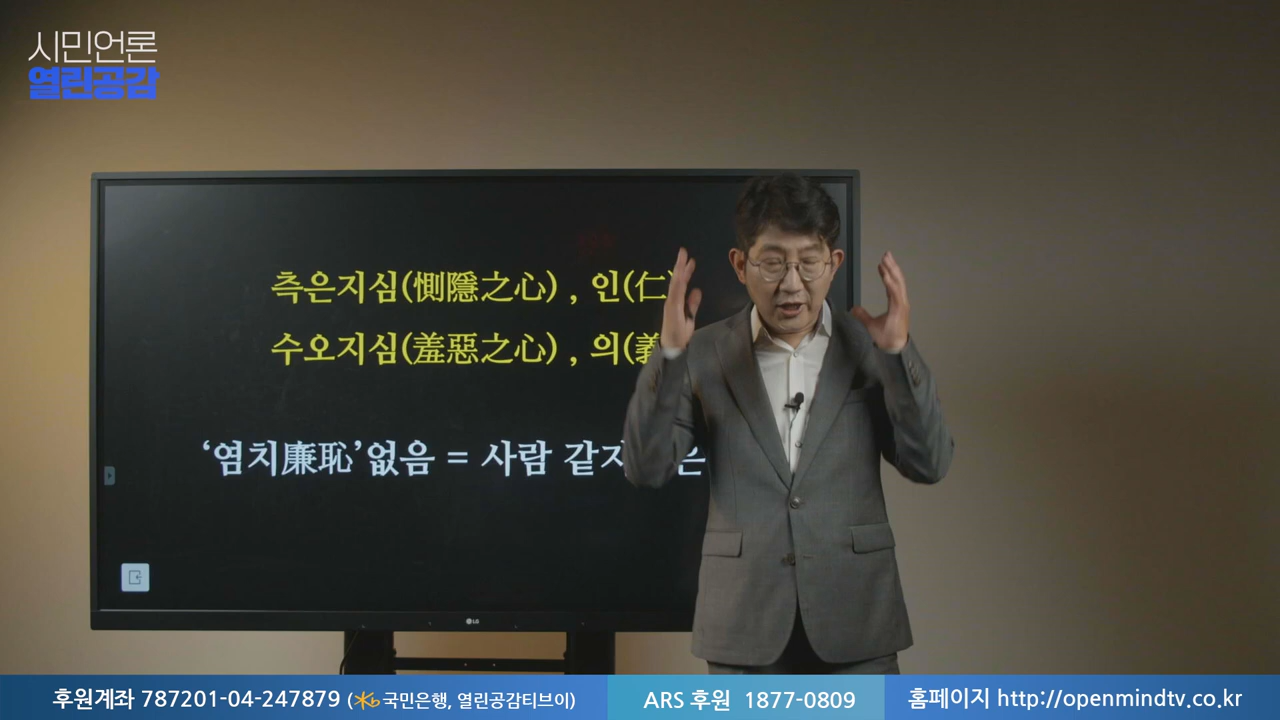 시민언론
열린공감
측은지심(惻隱之心) , 인(仁)
수오지심(羞惡之心) , 의(義
‘염치廉恥’없음 = 사람
LG
후원계좌 787201-04-247879 (KB국민은행, 열린공감티브이)
ARS 후원 1877-0809
홈페이지 http://openmindtv.co.kr